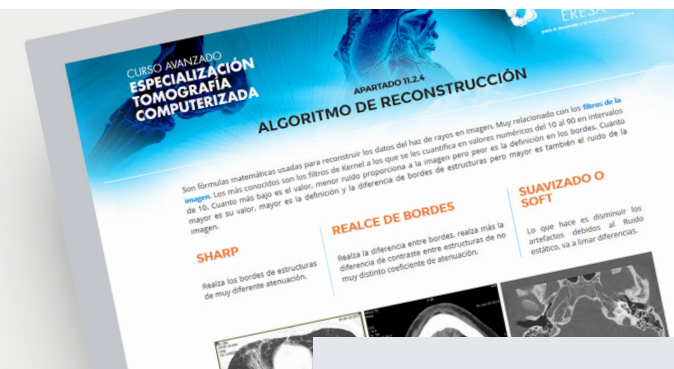 ERESA
para el desarrollo y la investigación médica
CURSO AVANZADO
ESPECIALIZACIÓN
TOMOGRAFÍA
COMPUTERIZADA
APARTADO 11.2.4
ALGORITMO DE RECONSTRUCCIÓN
Son fórmulas matemáticas usadas para reconstruir los datos del haz de rayos en imagen. Muy relacionado con los filtros de la
imagen. Los más conocidos son los filtros de Kernel a los que se les cuantifica en valores numéricos del 10 al 90 en intervalos
de 10. Cuanto más bajo es el valor, menor ruido proporciona a la imagen pero peor es la definición en los bordes. Cuanto
mayor es su valor, mayor es la definición y la diferencia de bordes de estructuras pero mayor es también el ruido de la
imagen.
SHARP
Realza los bordes de estructuras
de muy diferente atenuación.
REALCE DE BORDES
Realza la diferencia entre bordes, realza más la
diferencia de contraste entre estructuras de no
muy distinto coeficiente de atenuación.
SUAVIZADO O
SOFT
Lo que hace es disminuir los
artefactos debidos al Ruido
estático, va a limar diferencias.